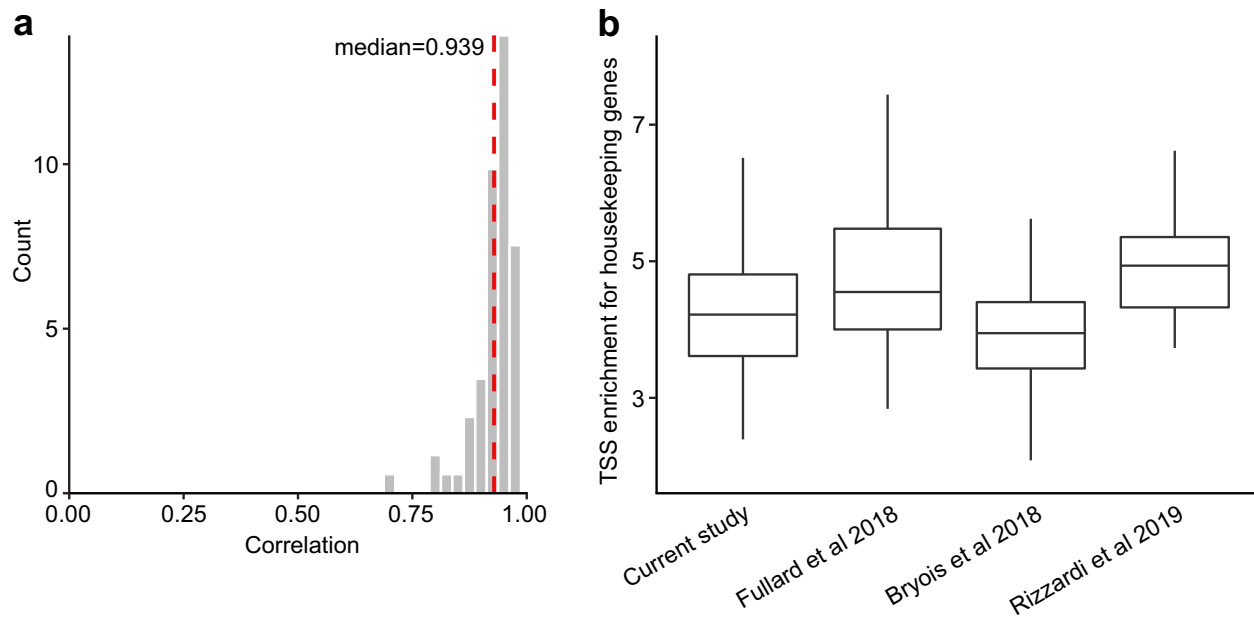 a
median=0.939
Count
10
5
0
0.00 0.25 0.50 0.75 1.00
Correlation
b
TSS enrichment for housekeeping genes
7
5
3
Current study
Fullard et al 2018
Bryois et al 2018
Rizzardi et al 2019